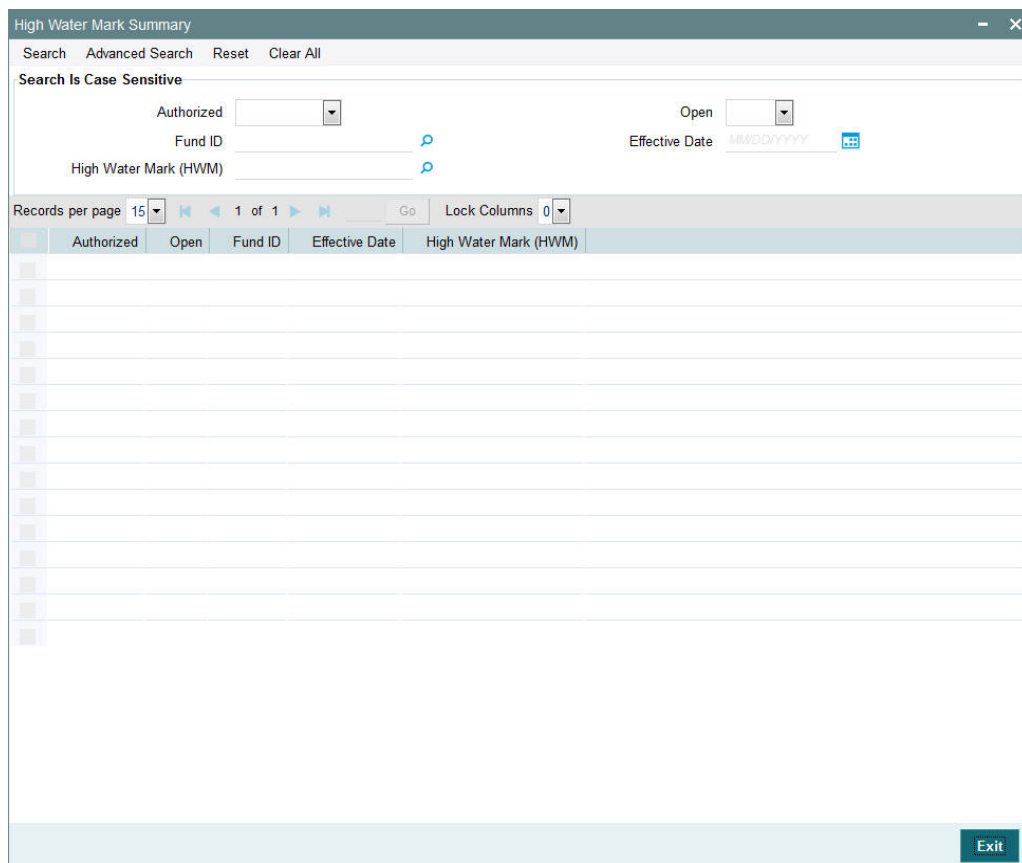 High Water Mark Summary
Search Advanced Search Reset Clear All
Search Is Case Sensitive
Authorized Open
Fund ID Effective Date MM/DD/YYYY
High Water Mark (HWM)
Records per page 15 1 of 1 Go Lock Columns 0
Authorized Open Fund ID Effective Date High Water Mark (HWM)
Exit